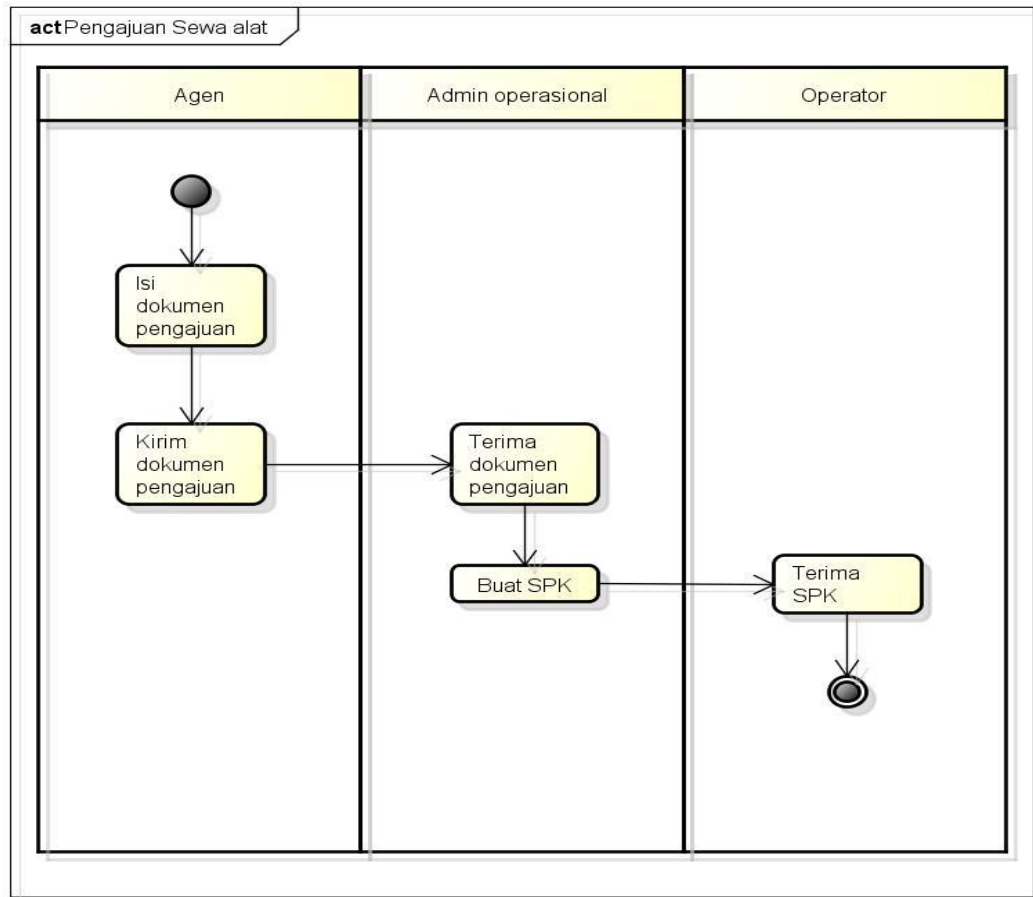 act Pengajuan Sewa alat
Agen
Admin operasional
Operator
Isi
dokumen
pengajuan
Kirim
dokumen
pengajuan
Terima
dokumen
pengajuan
Buat SPK
Terima
SPK